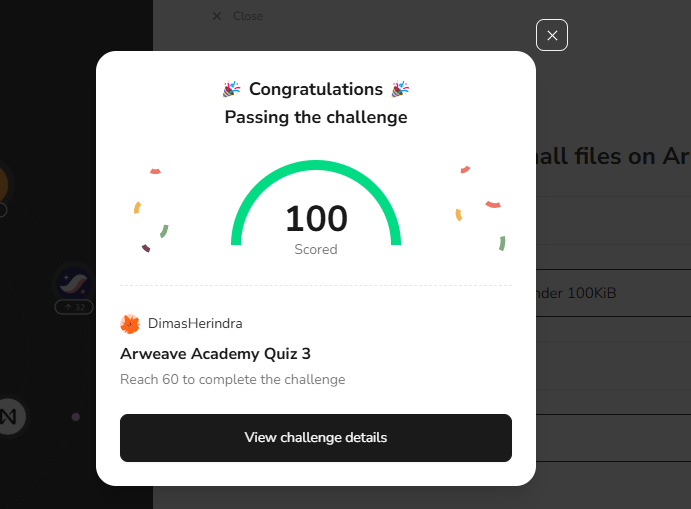 Close
Congratulations
Passing the challenge
all files on Ar
100
Scored
32
nder 100KiB
DimasHerindra
Arweave Academy Quiz 3
Reach 60 to complete the challenge
View challenge details